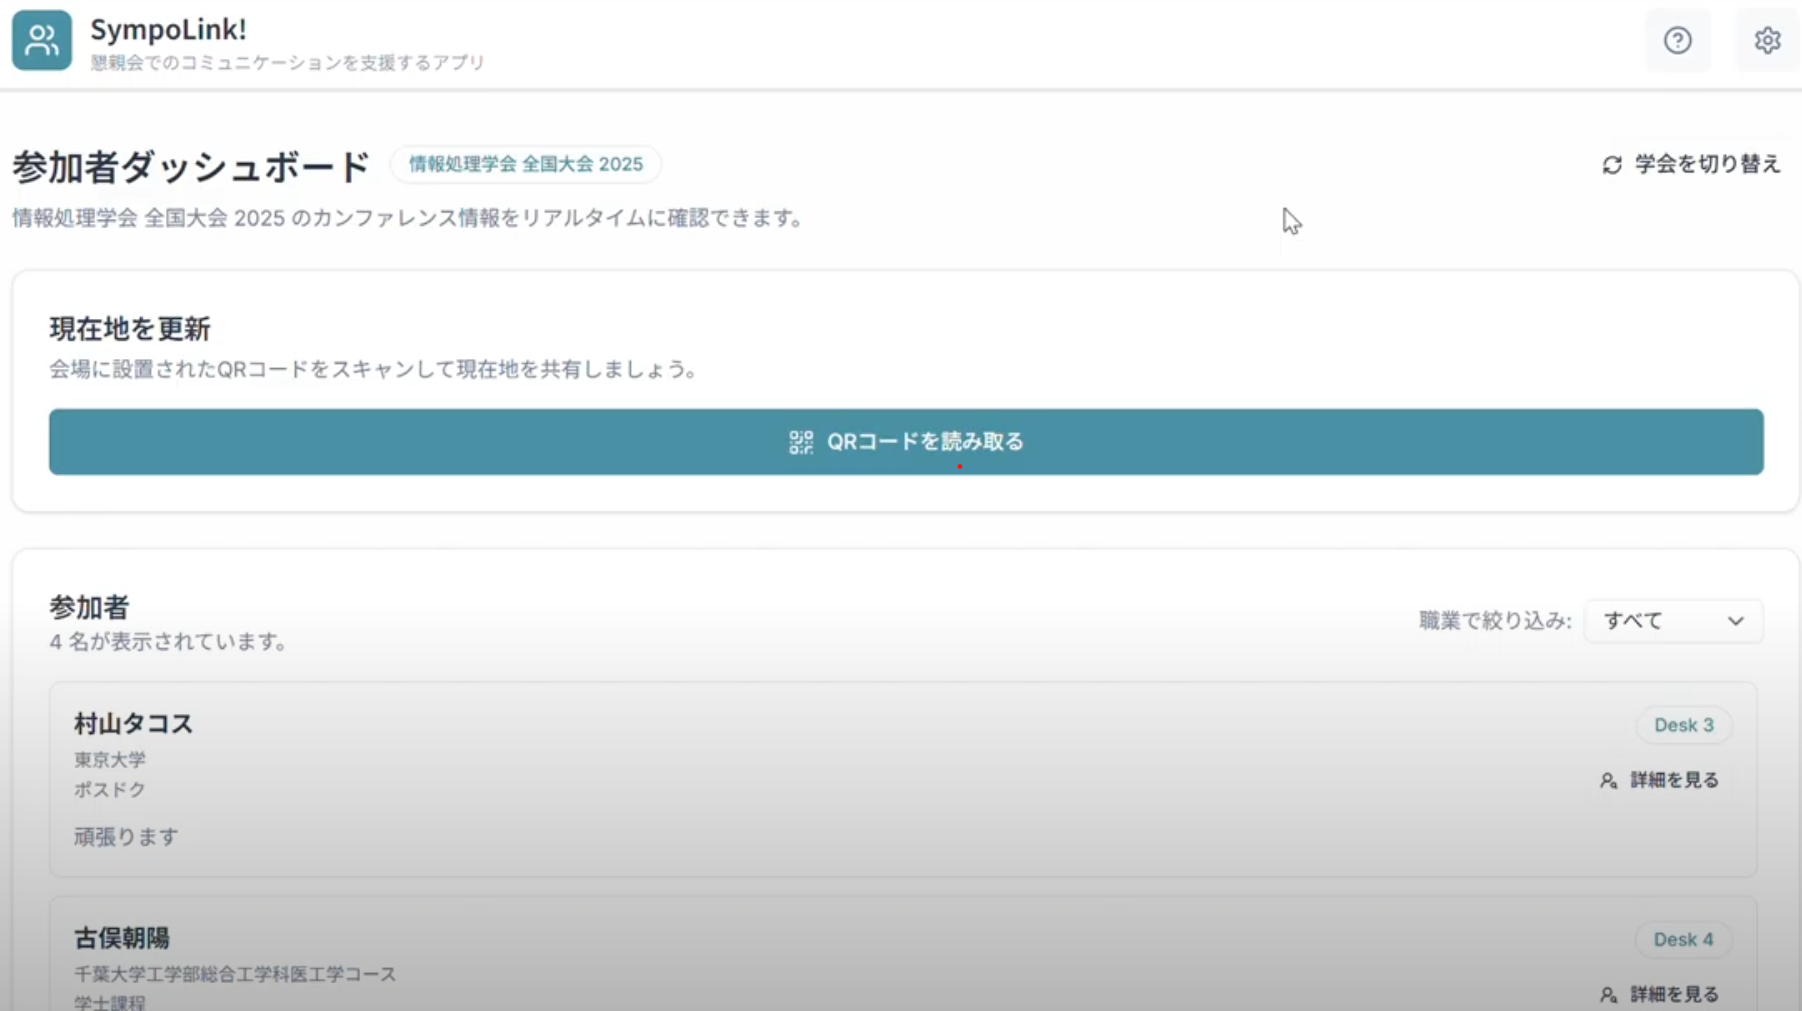 SympoLink!
懇親会でのコミュニケーションを支援するアプリ
参加者ダッシュボード
情報処理学会 全国大会 2025
学会を切り替え
情報処理学会 全国大会 2025 のカンファレンス情報をリアルタイムに確認できます。
現在地を更新
会場に設置されたQRコードをスキャンして現在地を共有しましょう。
QRコードを読み取る
参加者
4 名が表示されています。
職業で絞り込み:
すべて
村山タコス
Desk 3
東京大学
ポスドク
詳細を見る
頑張ります
古俣朝陽
Desk 4
千葉大学工学部総合工学科医工学コース
学士課程
詳細を見る